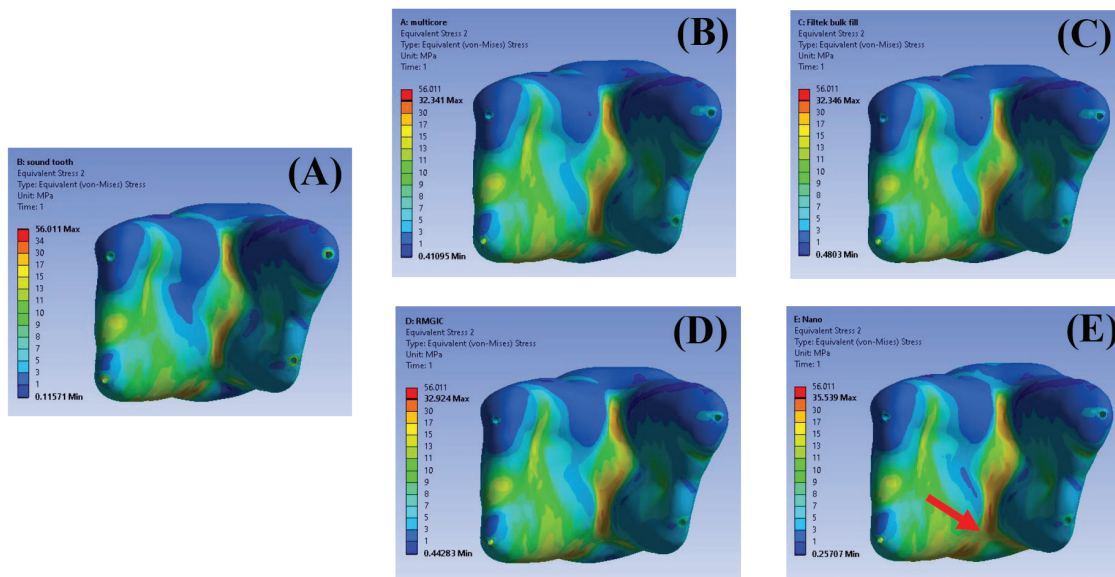 B: sound tooth
Equivalent Stress 2
Type: Equivalent (von-Mises) Stress
Unit: MPa
Time: 1
(A)
56.011 Max
34
30
17
15
13
11
10
9
8
7
5
3
1
0.11571 Min
A: multicore
Equivalent Stress 2
Type: Equivalent (von-Mises) Stress
Unit: MPa
Time: 1
(B)
56.011
32.341 Max
30
17
15
13
11
10
9
8
7
5
3
1
0.41095 Min
C: Filtek bulk fill
Equivalent Stress 2
Type: Equivalent (von-Mises) Stress
Unit: MPa
Time: 1
(C)
56.011
32.346 Max
30
17
15
13
11
10
9
8
7
5
3
1
0.4803 Min
D: RMGIC
Equivalent Stress 2
Type: Equivalent (von-Mises) Stress
Unit: MPa
Time: 1
(D)
56.011
32.924 Max
30
17
15
13
11
10
9
8
7
5
3
1
0.44283 Min
E: Nano
Equivalent Stress 2
Type: Equivalent (von-Mises) Stress
Unit: MPa
Time: 1
(E)
56.011
35.539 Max
30
17
15
13
11
10
9
8
7
5
3
1
0.25707 Min